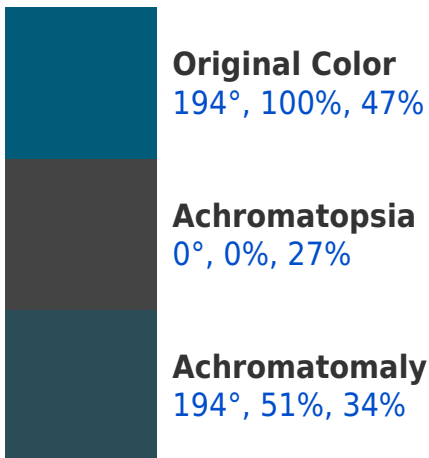 Original Color
194°, 100%, 47%
Achromatopsia
0°, 0%, 27%
Achromatomaly
194°, 51%, 34%